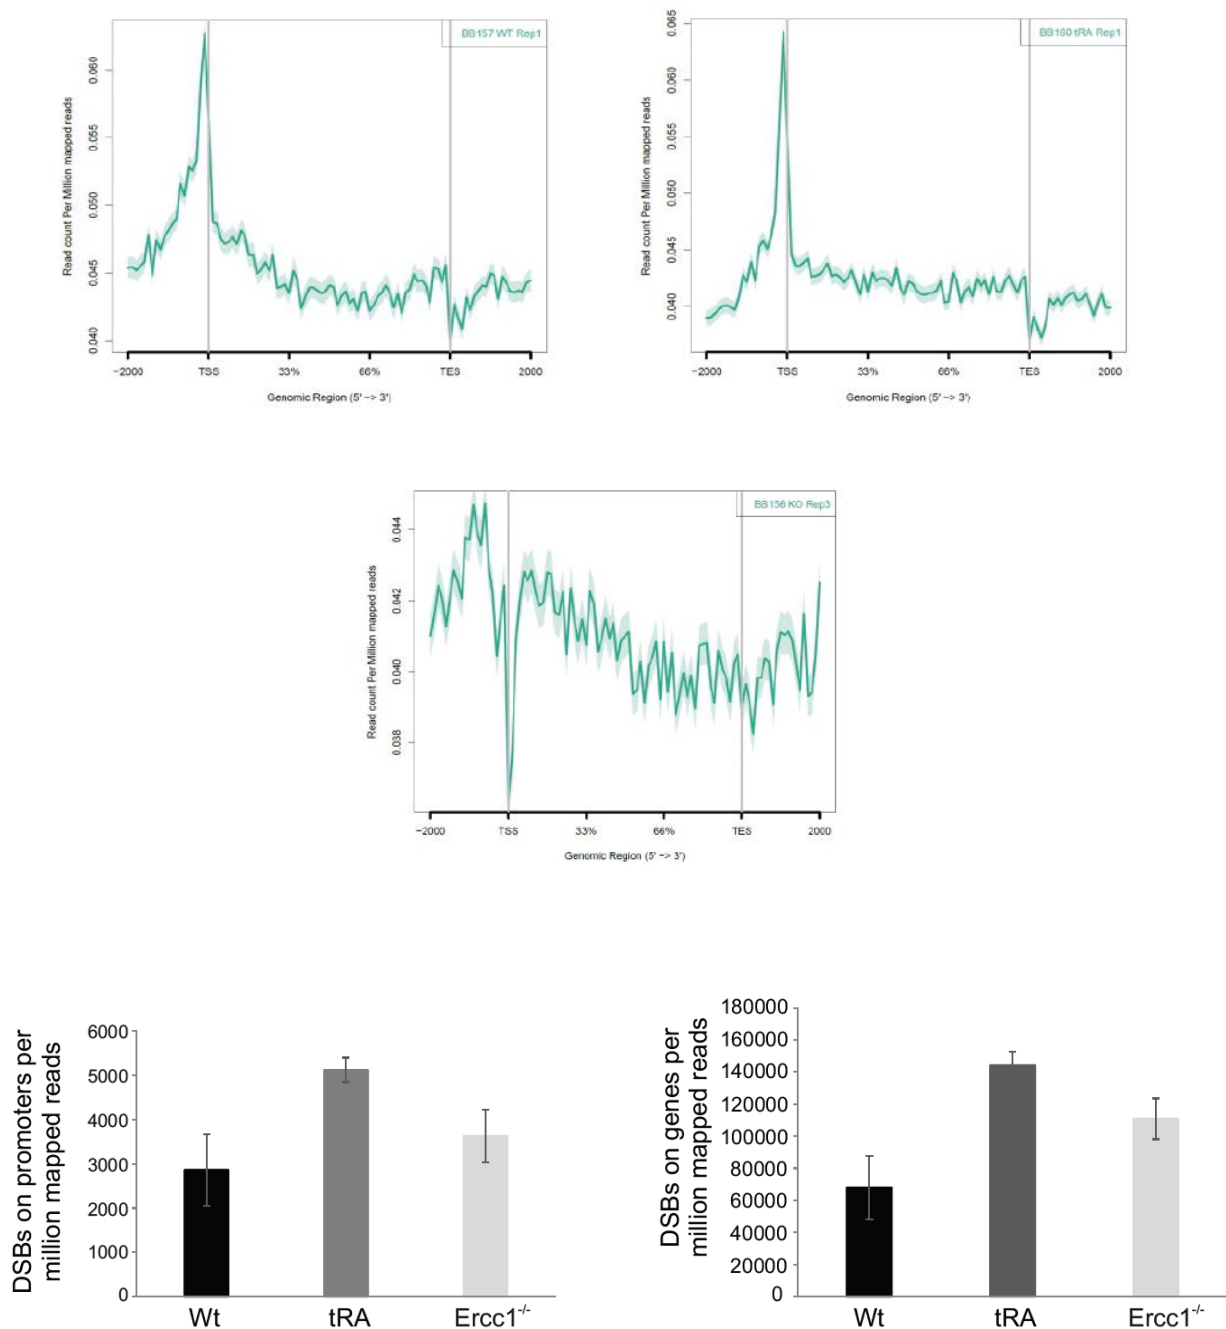 BB157 WT Rep1
Read count Per Million mapped reads
0.060
0.055
0.050
0.045
0.040
−2000 TSS 33% 66% TES 2000
Genomic Region (5' −> 3')
BB160 tRA Rep1
Read count Per Million mapped reads
0.065
0.060
0.055
0.050
0.045
0.040
−2000 TSS 33% 66% TES 2000
Genomic Region (5' −> 3')
BB156 KO Rep3
Read count Per Million mapped reads
0.044
0.042
0.040
0.038
−2000 TSS 33% 66% TES 2000
Genomic Region (5' −> 3')
DSBs on promoters per
million mapped reads
6000
5000
4000
3000
2000
1000
0
Wt tRA Ercc1-/-
DSBs on genes per
million mapped reads
180000
160000
140000
120000
100000
80000
60000
40000
20000
0
Wt tRA Ercc1-/-